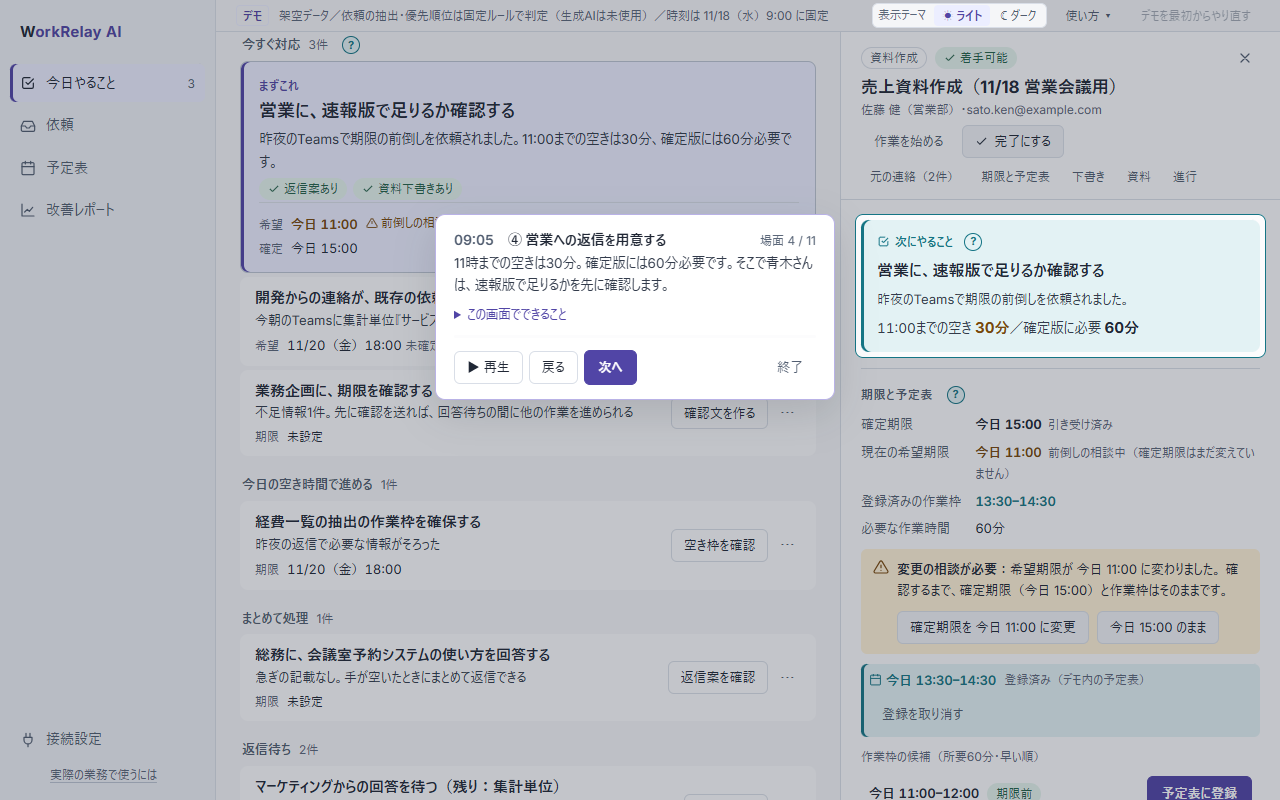 WorkRelay AI
今日やること 3
依頼
予定表
改善レポート
接続設定
実際の業務で使うには
デモ 架空データ／依頼の抽出・優先順位は固定ルールで判定（生成AIは未使用）／時刻は 11/18（水）9:00 に固定
表示テーマ ライト ダーク 使い方 ▾ デモを最初からやり直す
今すぐ対応 3件 ?
まずこれ
営業に、速報版で足りるか確認する
昨夜のTeamsで期限の前倒しを依頼されました。11:00までの空きは30分、確定版には60分必要で
す。
返信案あり 資料下書きあり
希望 今日 11:00 前倒しの相
確定 今日 15:00
開発からの連絡が、既存の依
今朝のTeamsに集計単位『サービ
希望 11/20（金）18:00 未確定
業務企画に、期限を確認する
不足情報1件。先に確認を送れば、回答待ちの間に他の作業を進められる
期限 未設定
確認文を作る ···
今日の空き時間で進める 1件
経費一覧の抽出の作業枠を確保する
昨夜の返信で必要な情報がそろった
期限 11/20（金）18:00
空き枠を確認 ···
まとめて処理 1件
総務に、会議室予約システムの使い方を回答する
急ぎの記載なし。手が空いたときにまとめて返信できる
期限 未設定
返信案を確認 ···
返信待ち 2件
マーケティングからの回答を待つ（残り：集計単位）
09:05 ④ 営業への返信を用意する 場面 4 / 11
11時までの空きは30分。確定版には60分必要です。そこで青木さん
は、速報版で足りるかを先に確認します。
▶ この画面でできること
▶ 再生 戻る 次へ 終了
資料作成 着手可能
売上資料作成（11/18 営業会議用）
佐藤 健（営業部）・sato.ken@example.com
作業を始める 完了にする
元の連絡（2件） 期限と予定表 下書き 資料 進行
次にやること ?
営業に、速報版で足りるか確認する
昨夜のTeamsで期限の前倒しを依頼されました。
11:00までの空き 30分／確定版に必要 60分
期限と予定表 ?
確定期限 今日 15:00 引き受け済み
現在の希望期限 今日 11:00 前倒しの相談中（確定期限はまだ変えてい
ません）
登録済みの作業枠 13:30–14:30
必要な作業時間 60分
変更の相談が必要：希望期限が 今日 11:00 に変わりました。確
認するまで、確定期限（今日 15:00）と作業枠はそのままです。
確定期限を 今日 11:00 に変更 今日 15:00 のまま
今日 13:30–14:30 登録済み（デモ内の予定表）
登録を取り消す
作業枠の候補（所要60分・早い順）
今日 11:00–12:00 期限前 予定表に登録